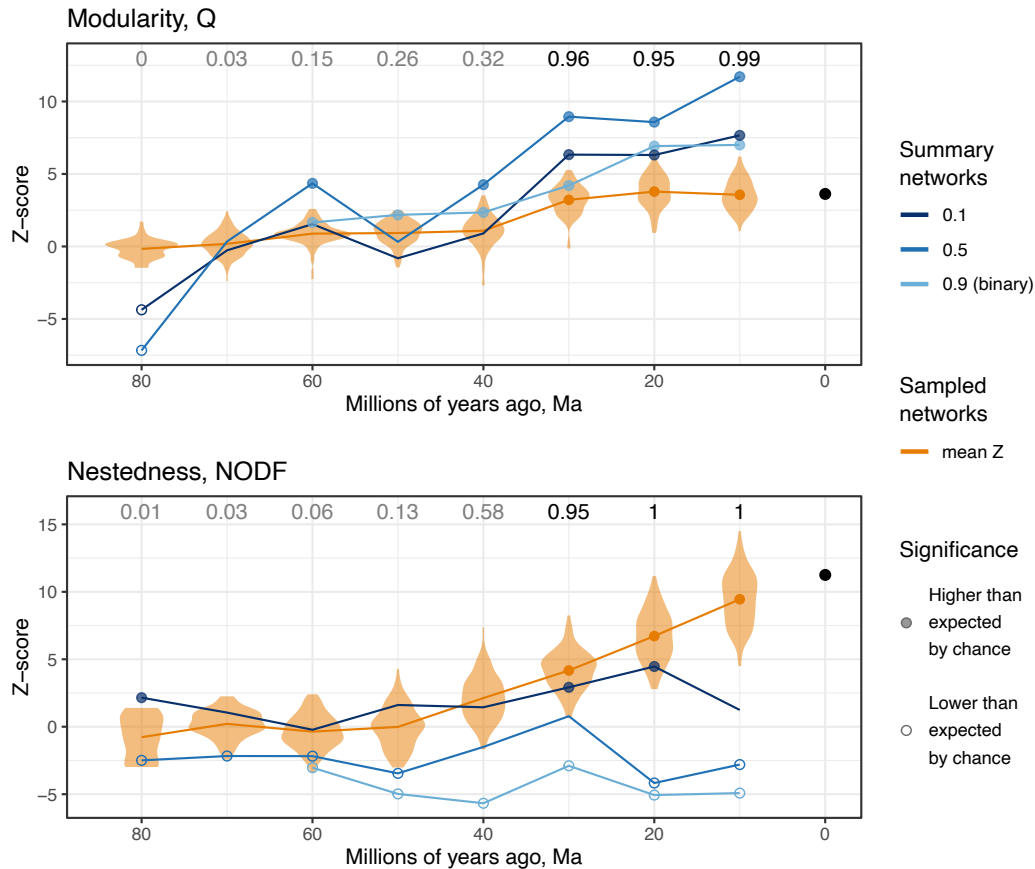 Modularity, Q
0 0.03 0.15 0.26 0.32 0.96 0.95 0.99
10
5
0
−5
Z−score
80 60 40 20 0
Millions of years ago, Ma
Nestedness, NODF
0.01 0.03 0.06 0.13 0.58 0.95 1 1
15
10
5
0
−5
Z−score
80 60 40 20 0
Millions of years ago, Ma
Summary
networks
0.1
0.5
0.9 (binary)
Sampled
networks
mean Z
Significance
Higher than
expected
by chance
Lower than
expected
by chance